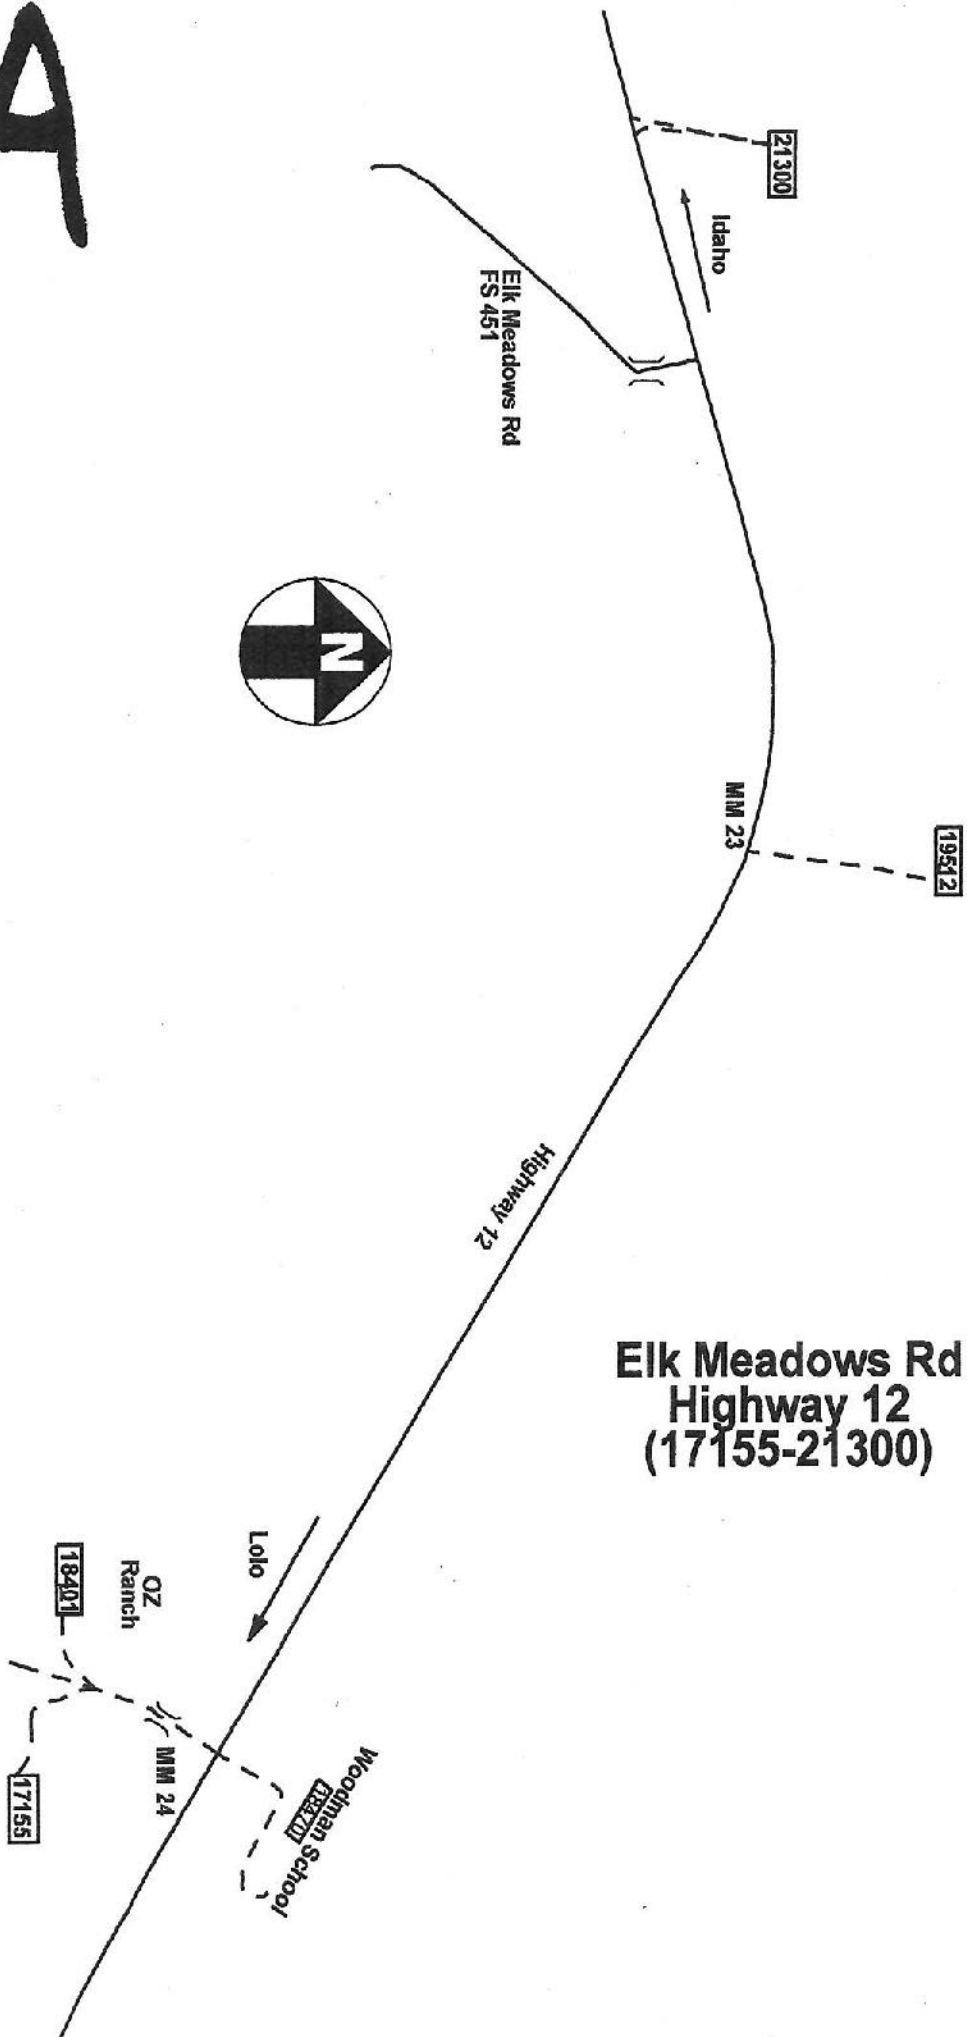 A
21300
Idaho
Elk Meadows Rd
FS 451
N
MM 23
19512
Highway 12
Elk Meadows Rd
Highway 12
(17155-21300)
Lolo
OZ
Ranch
18401
MM 24
17155
Woodman School
18470